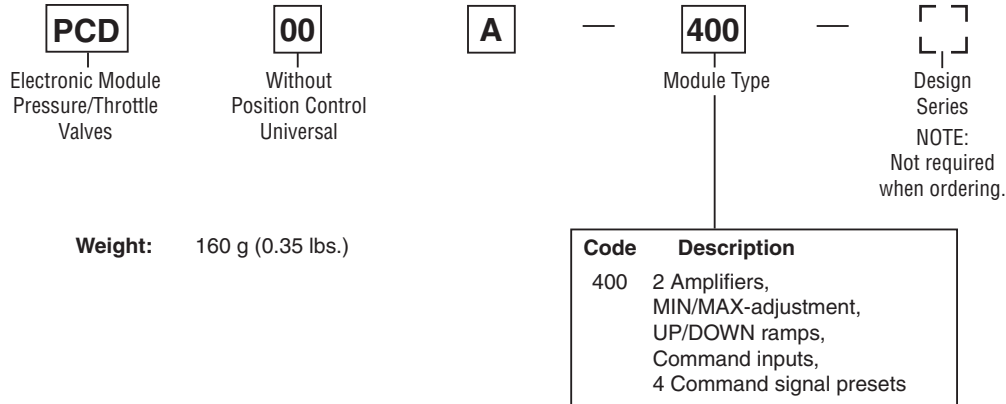 PCD 00 A — 400 —
Electronic Module
Pressure/Throttle
Valves
Without
Position Control
Universal
Module Type
Design
Series
NOTE:
Not required
when ordering.
Weight: 160 g (0.35 lbs.)
Code Description
400 2 Amplifiers,
MIN/MAX-adjustment,
UP/DOWN ramps,
Command inputs,
4 Command signal presets